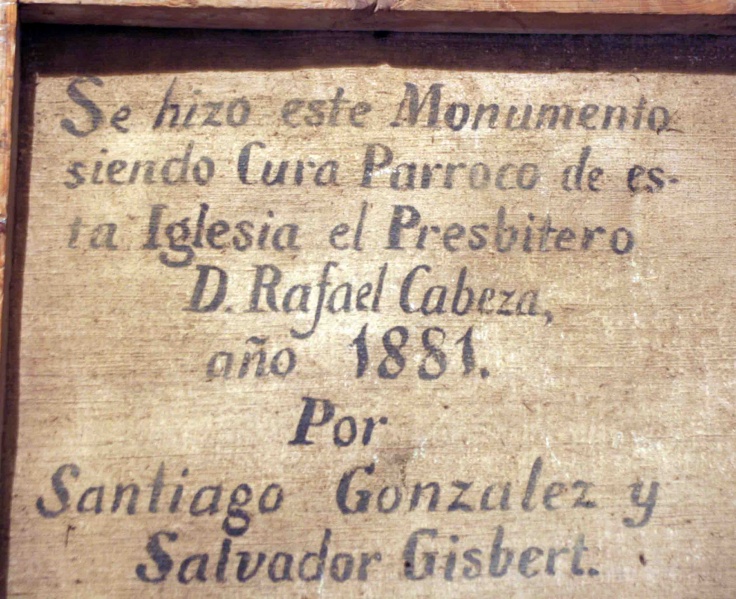 Se hizo este Monumento
siendo Cura Parroco de es-
ta Iglesia el Presbitero
D. Rafael Cabeza,
año 1881.
Por
Santiago Gonzalez y
Salvador Gisbert.